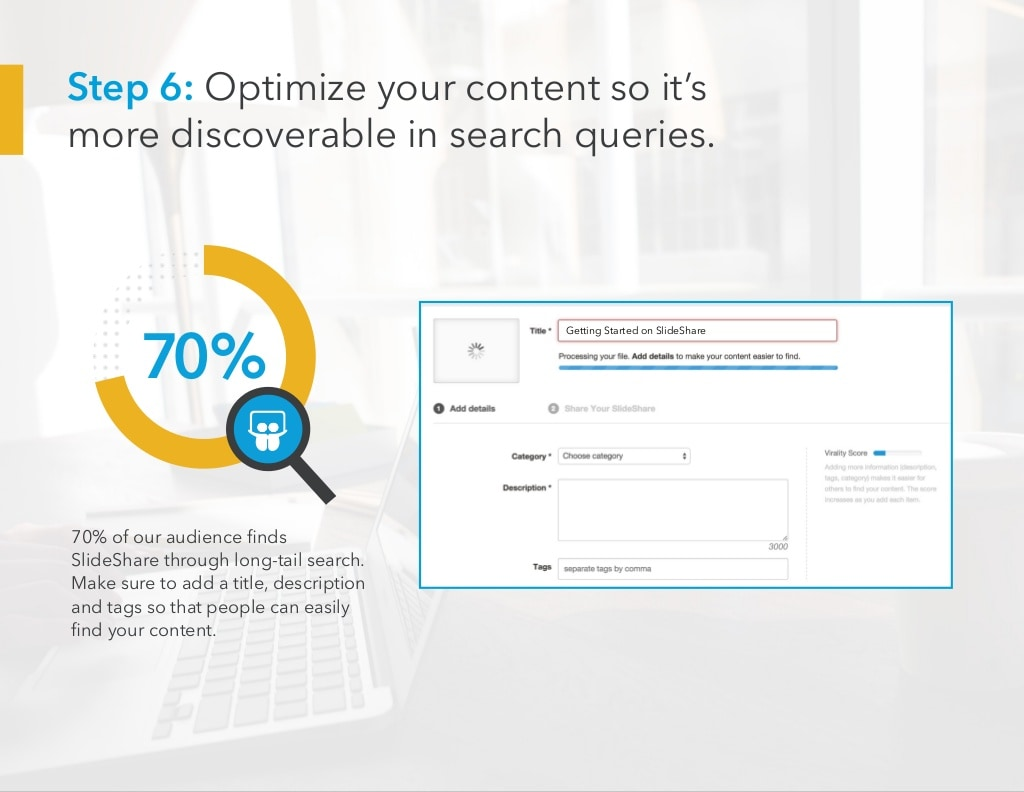 Step 6: Optimize your content so it’s
more discoverable in search queries.
70%
70% of our audience finds
SlideShare through long-tail search.
Make sure to add a title, description
and tags so that people can easily
find your content.
Title * Getting Started on SlideShare
Processing your file. Add details to make your content easier to find.
1 Add details 2 Share Your SlideShare
Category * Choose category
Virality Score
Adding more information (description,
tags, category) makes it easier for
others to find your content. The score
increases as you add each item.
Description *
3000
Tags separate tags by comma